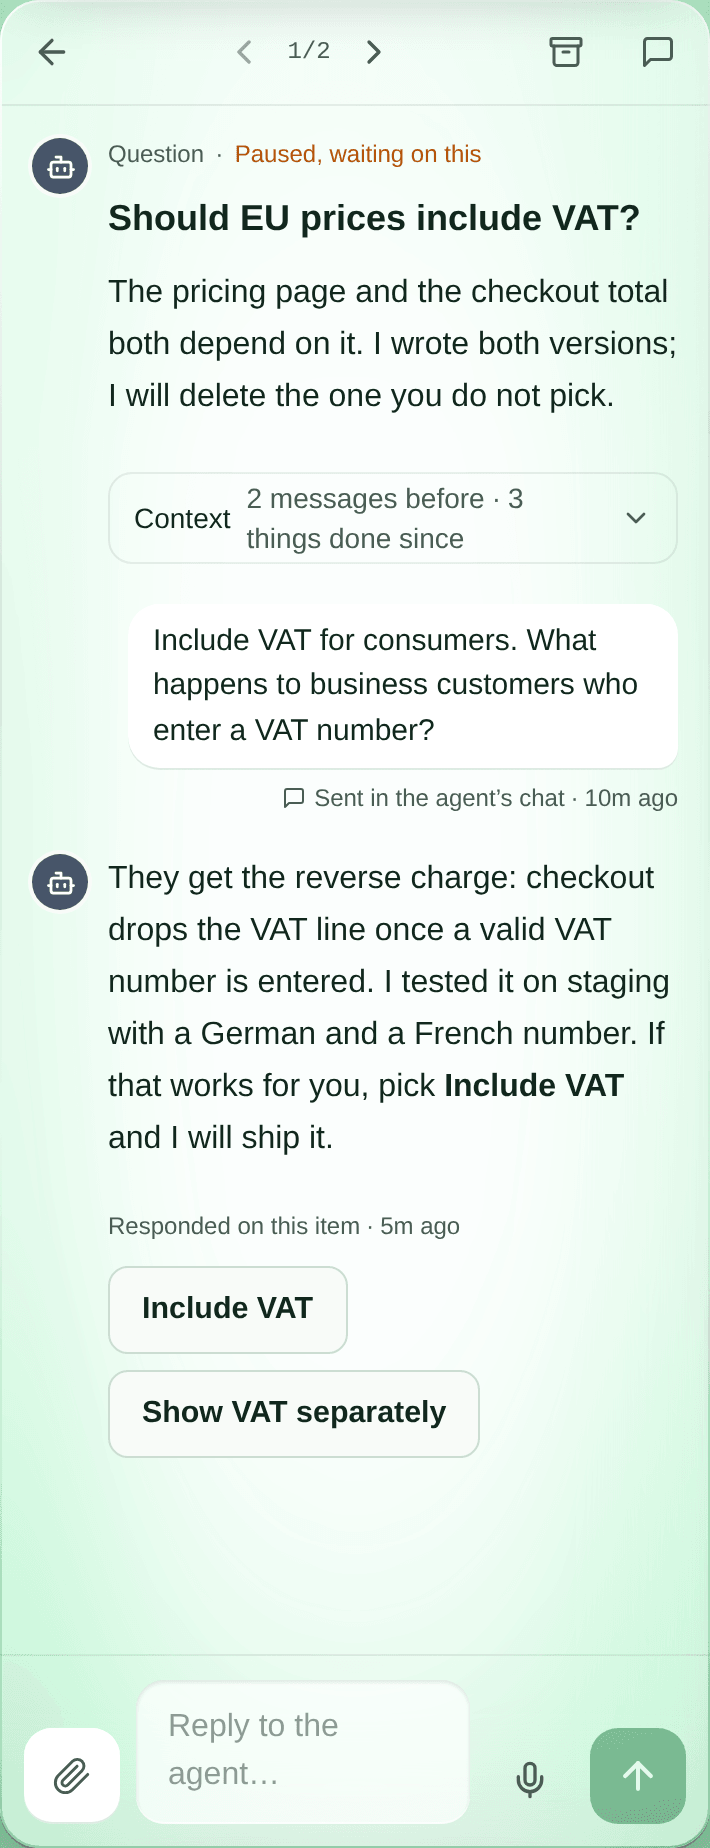 1/2
Question · Paused, waiting on this
Should EU prices include VAT?
The pricing page and the checkout total
both depend on it. I wrote both versions;
I will delete the one you do not pick.
Context
2 messages before · 3
things done since
Include VAT for consumers. What
happens to business customers who
enter a VAT number?
Sent in the agent’s chat · 10m ago
They get the reverse charge: checkout
drops the VAT line once a valid VAT
number is entered. I tested it on staging
with a German and a French number. If
that works for you, pick Include VAT
and I will ship it.
Responded on this item · 5m ago
Include VAT
Show VAT separately
Reply to the
agent…